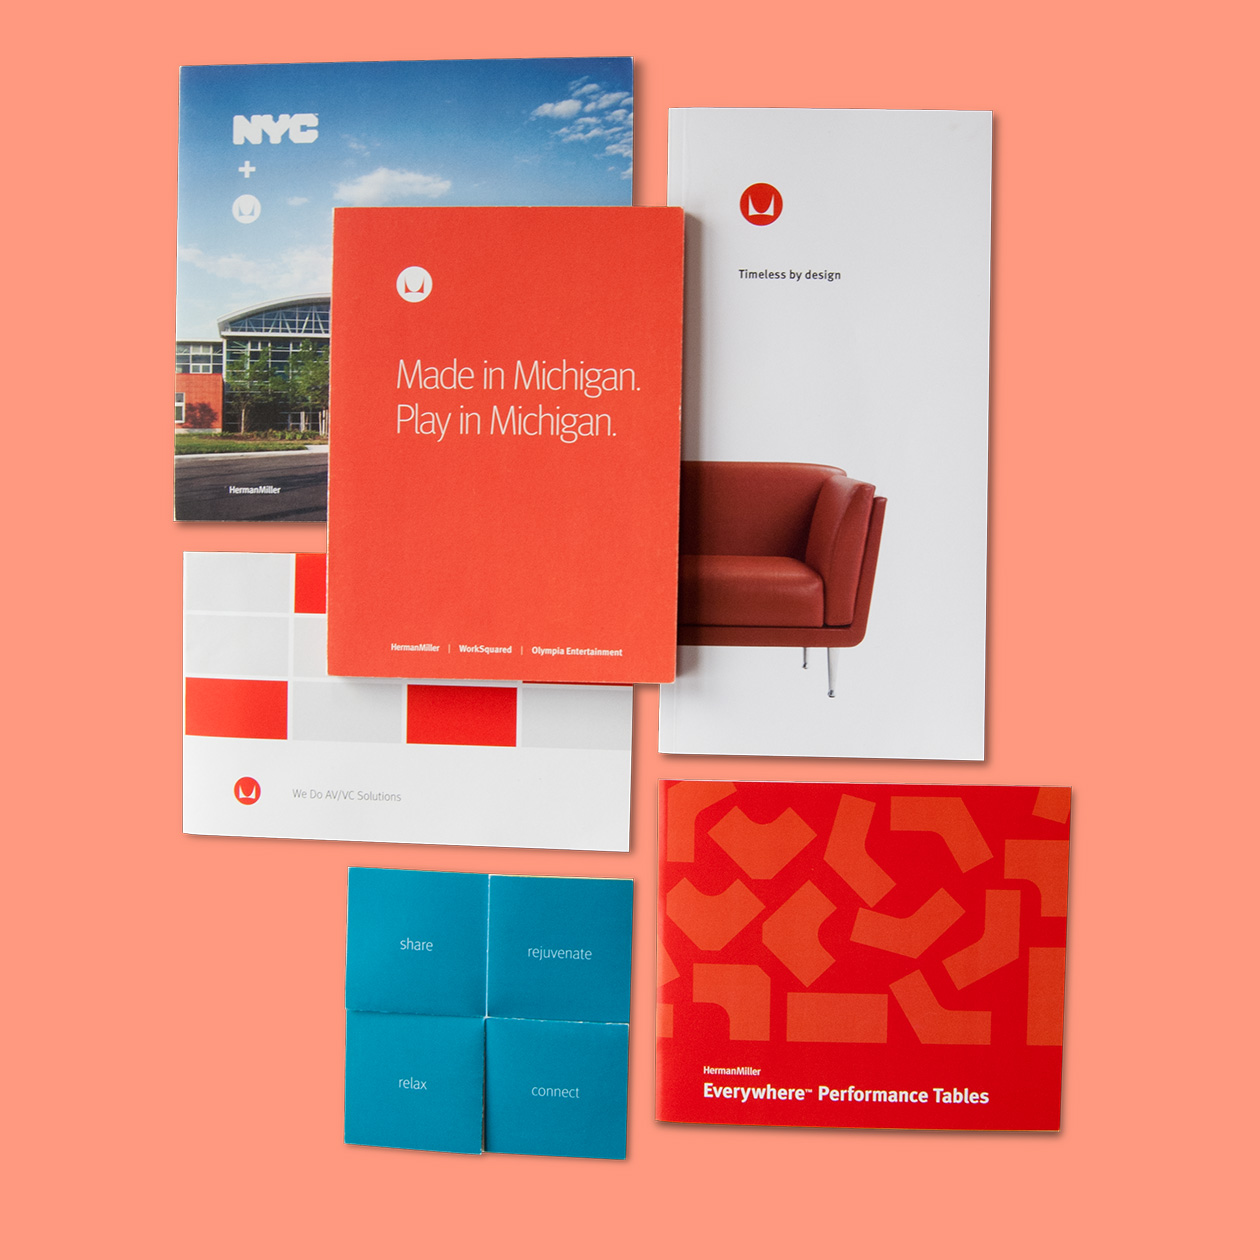 NYC
+
HermanMiller
Made in Michigan.
Play in Michigan.
HermanMiller | WorkSquared | Olympia Entertainment
Timeless by design
We Do AV/VC Solutions
share
rejuvenate
relax
connect
HermanMiller
Everywhere™ Performance Tables